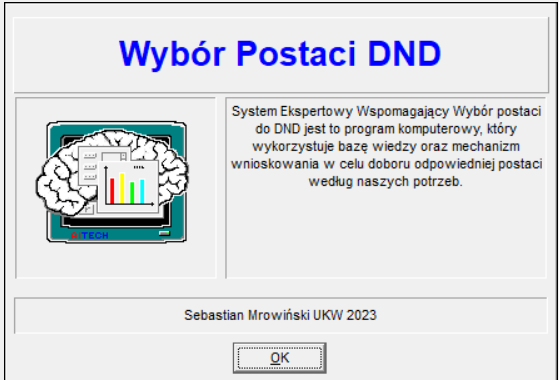 Wybór Postaci DND
System Ekspertowy Wspomagający Wybór postaci
do DND jest to program komputerowy, który
wykorzystuje bazę wiedzy oraz mechanizm
wnioskowania w celu doboru odpowiedniej postaci
według naszych potrzeb.
AITECH
Sebastian Mrowiński UKW 2023
OK